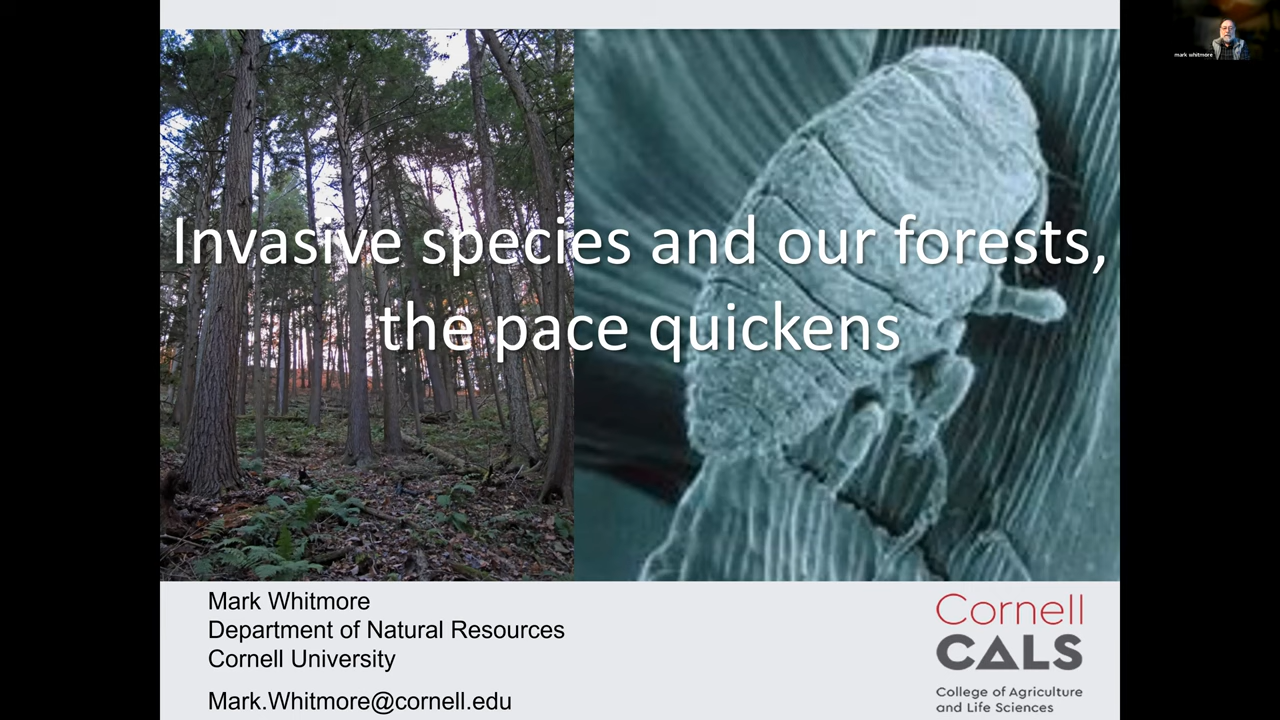 mark whitmore
Invasive species and our forests,
the pace quickens
Mark Whitmore
Department of Natural Resources
Cornell University
Mark.Whitmore@cornell.edu
Cornell
CALS
College of Agriculture
and Life Sciences